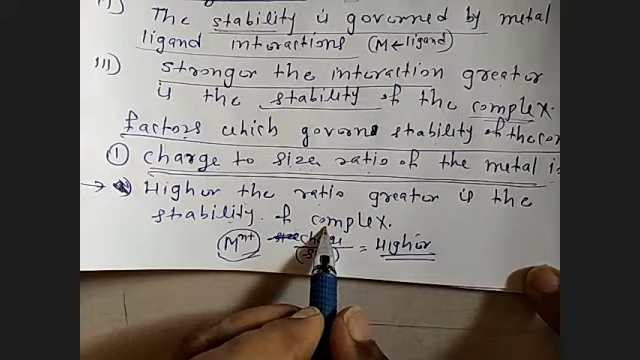 The stability is governed by metal
ligand interactions (M←ligand)
III) Stronger the interaction greater
is the stability of the complex.
factors which govern stability of the com
① charge to size ratio of the metal i
→ Higher the ratio greater is the
stability of complex.
Mⁿ⁺ = Higher